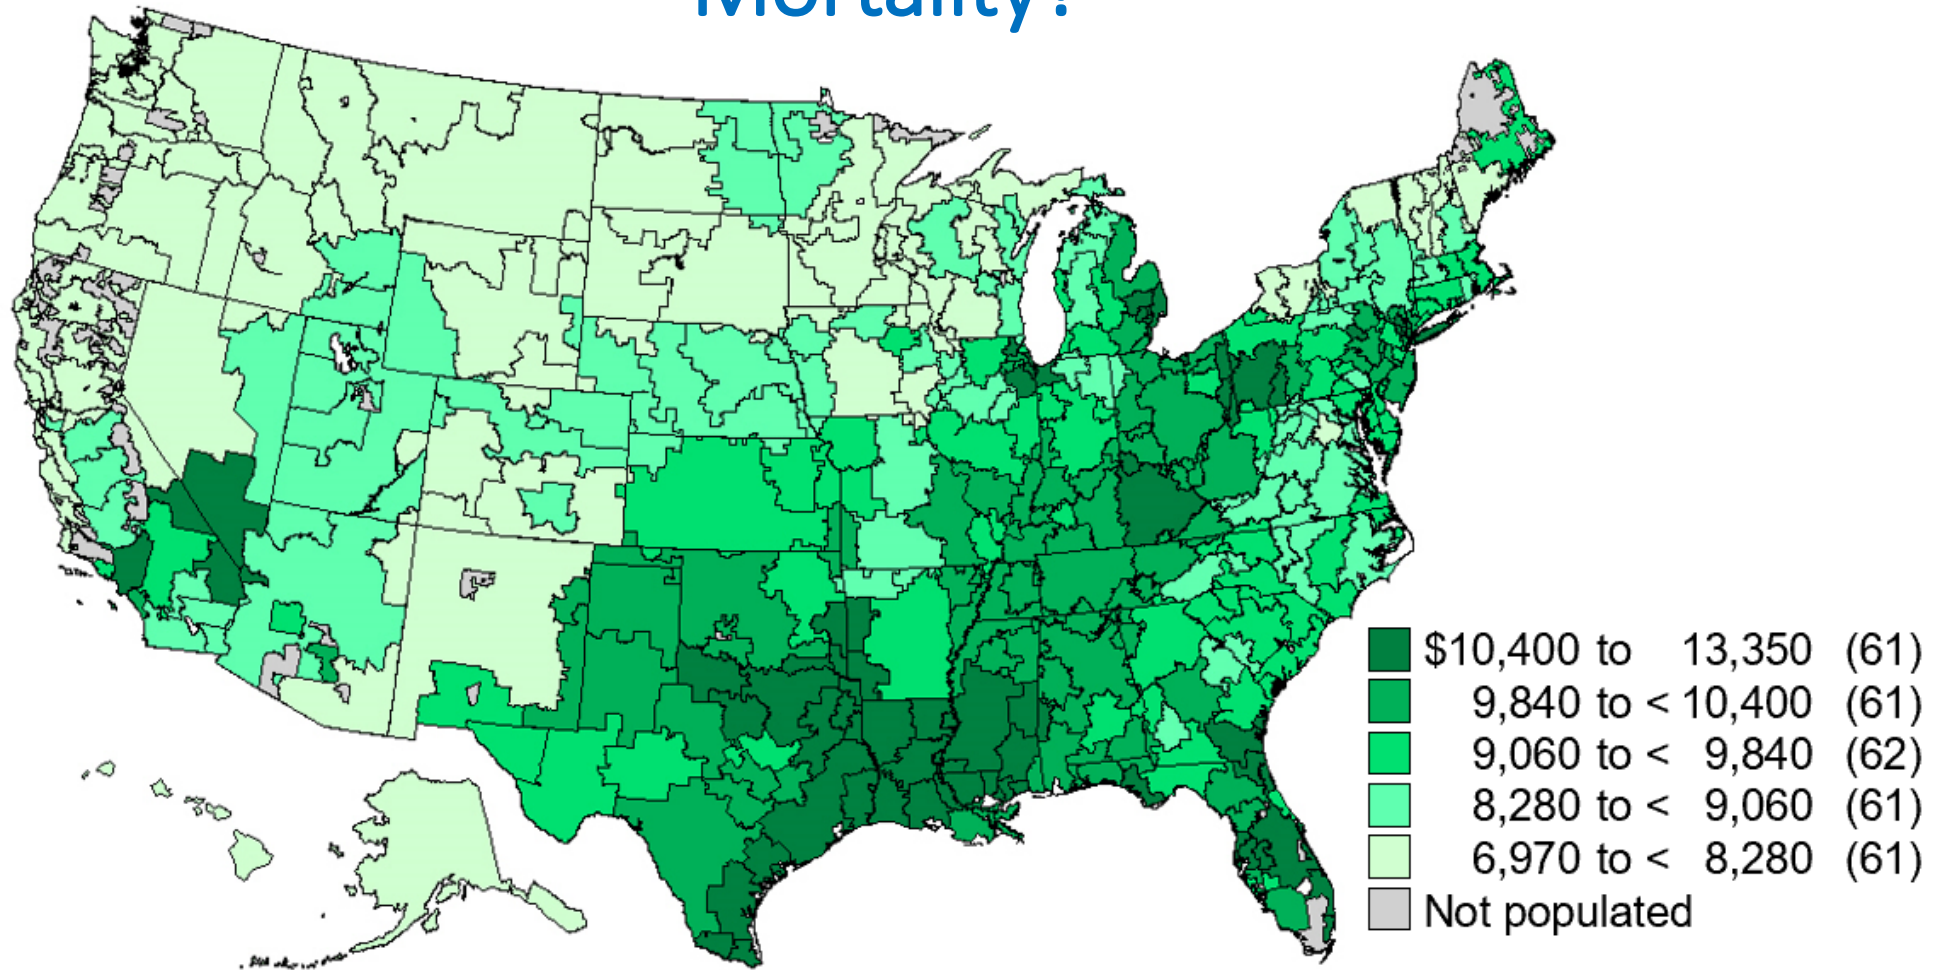 Mortality?
$10,400 to 13,350 (61)
9,840 to < 10,400 (61)
9,060 to < 9,840 (62)
8,280 to < 9,060 (61)
6,970 to < 8,280 (61)
Not populated